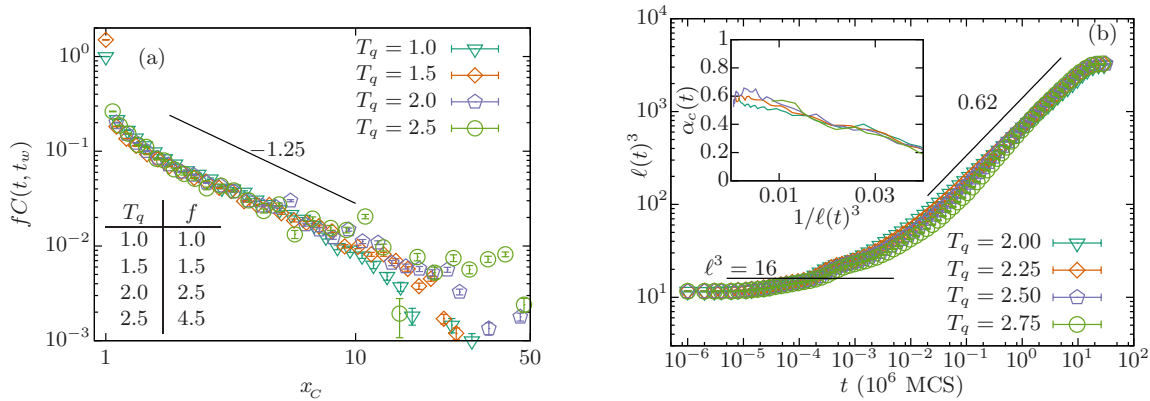 (a)
T_q = 1.0
T_q = 1.5
T_q = 2.0
T_q = 2.5
−1.25
fC(t, t_w)
10^0
10^−1
10^−2
10^−3
T_q f
1.0 1.0
1.5 1.5
2.0 2.5
2.5 4.5
1 10 50
x_C
(b)
ℓ(t)^3
10^3
10^2
10^1
α_c(t)
1
0.8
0.6
0.4
0.2
0
0.01 0.03
1/ℓ(t)^3
0.62
ℓ^3 = 16
T_q = 2.00
T_q = 2.25
T_q = 2.50
T_q = 2.75
10^−6 10^−5 10^−4 10^−3 10^−2 10^−1 10^0 10^1 10^2
t (10^6 MCS)